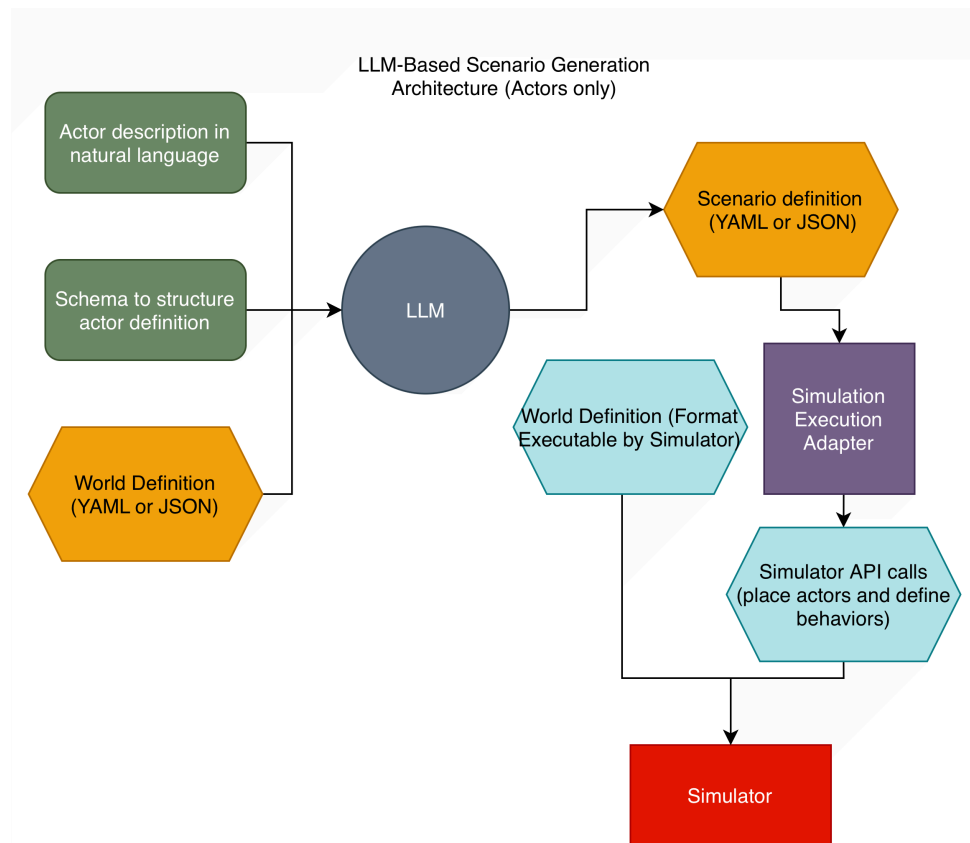 LLM-Based Scenario Generation
Architecture (Actors only)
Actor description in
natural language
Schema to structure
actor definition
World Definition
(YAML or JSON)
LLM
Scenario definition
(YAML or JSON)
World Definition (Format
Executable by Simulator)
Simulation
Execution
Adapter
Simulator API calls
(place actors and define
behaviors)
Simulator